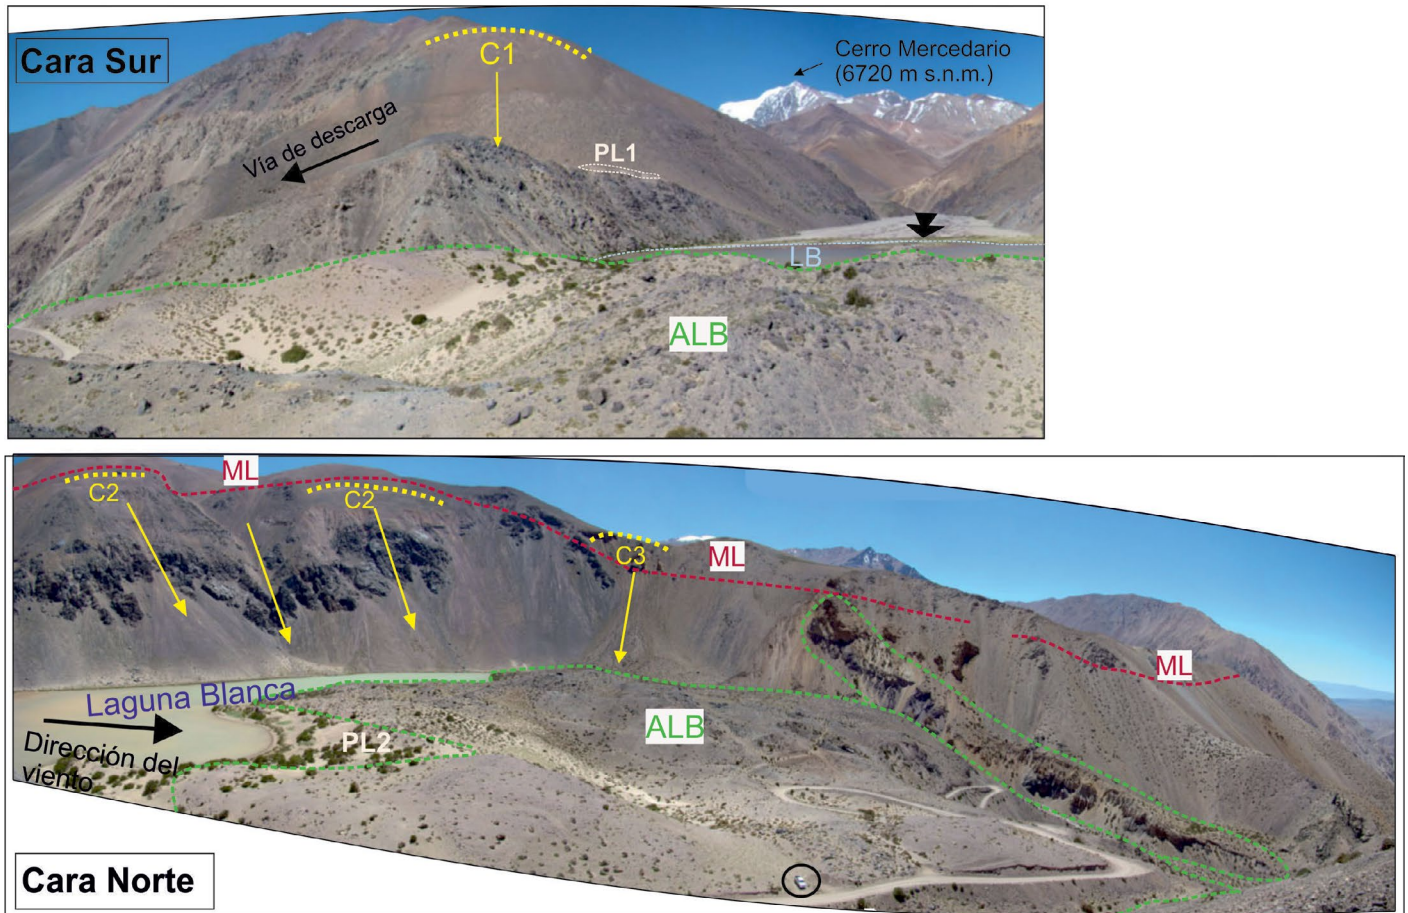 Cara Sur
C1
Cerro Mercedario
(6720 m s.n.m.)
Vía de descarga
PL1
LB
ALB
C2
ML
C2
C3
ML
ML
Laguna Blanca
ALB
PL2
Dirección del
viento
Cara Norte